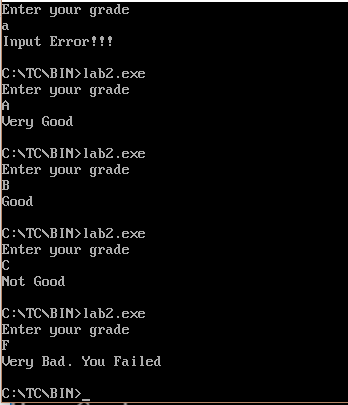 Enter your grade
a
Input Error!!!
C:\TC\BIN>lab2.exe
Enter your grade
A
Very Good
C:\TC\BIN>lab2.exe
Enter your grade
B
Good
C:\TC\BIN>lab2.exe
Enter your grade
C
Not Good
C:\TC\BIN>lab2.exe
Enter your grade
F
Very Bad. You Failed
C:\TC\BIN>_